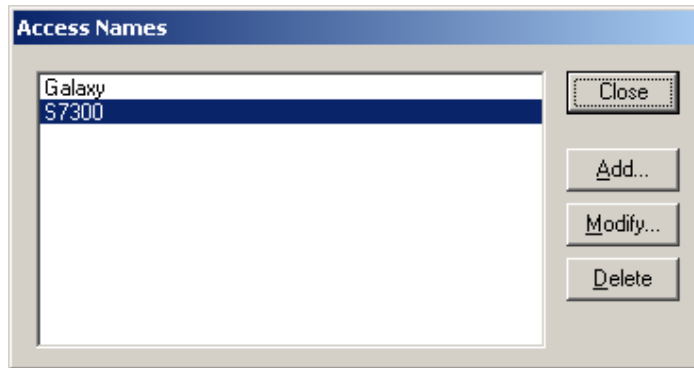 Access Names
Galaxy
S7300
Close
Add...
Modify...
Delete